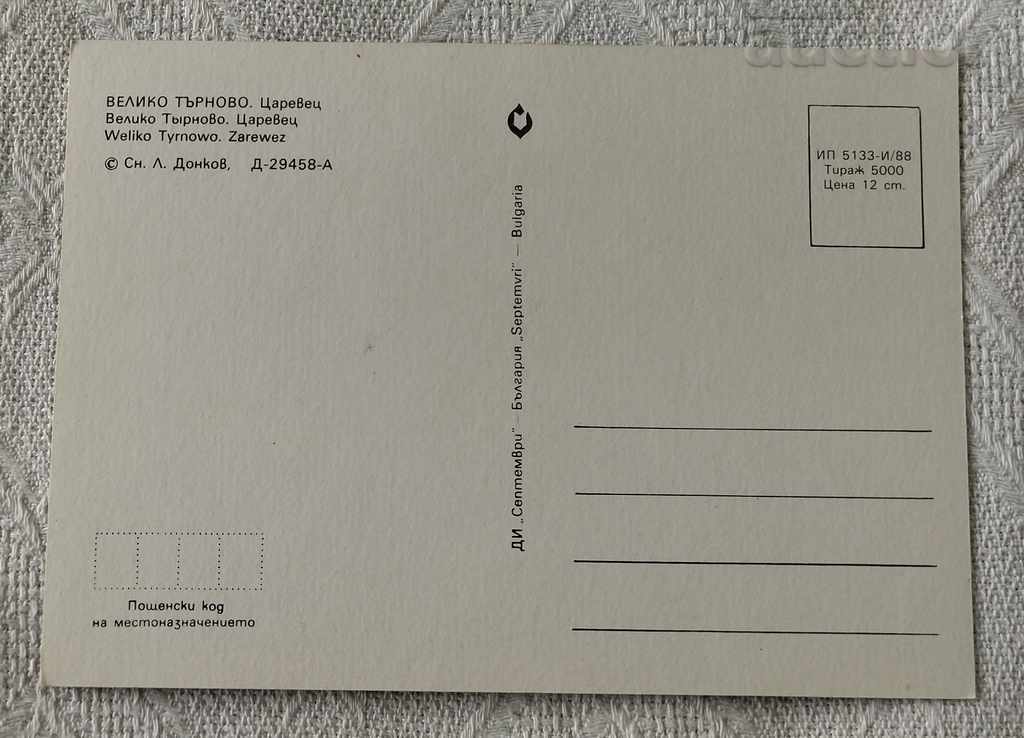 ВЕЛИКО ТЪРНОВО. Царевец
Велико Тырново. Царевец
Weliko Tyrnowo. Zarewez
© Сн. Л. Донков, Д-29458-А
ДИ „Септември" — България „Septemvri" — Bulgaria
ИП 5133-И/88
Тираж 5000
Цена 12 ст.
Пощенски код
на местоназначението